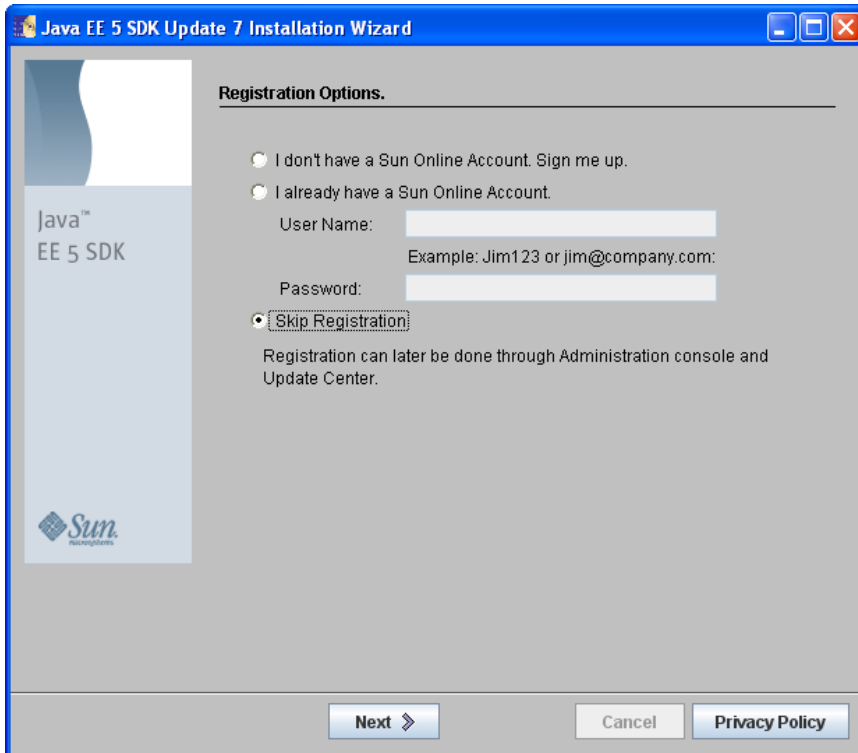 Java EE 5 SDK Update 7 Installation Wizard
Registration Options.
I don't have a Sun Online Account. Sign me up.
I already have a Sun Online Account.
User Name:
Example: Jim123 or jim@company.com:
Password:
Skip Registration
Registration can later be done through Administration console and
Update Center.
Java™
EE 5 SDK
Sun
microsystems
Next
Cancel
Privacy Policy